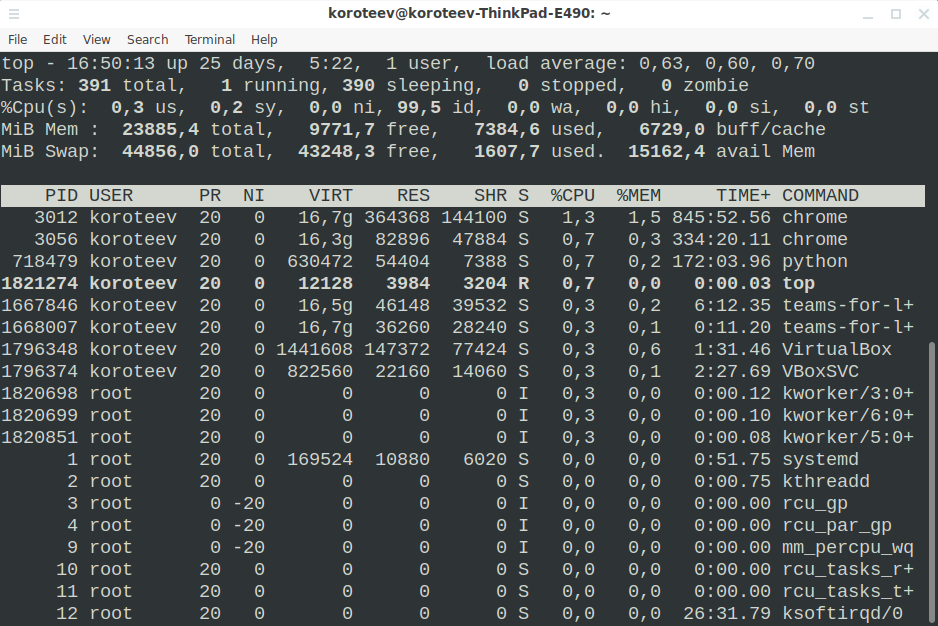 koroteev@koroteev-ThinkPad-E490: ~
File Edit View Search Terminal Help
top - 16:50:13 up 25 days,  5:22,  1 user,  load average: 0,63, 0,60, 0,70
Tasks: 391 total,   1 running, 390 sleeping,   0 stopped,   0 zombie
%Cpu(s):  0,3 us,  0,2 sy,  0,0 ni, 99,5 id,  0,0 wa,  0,0 hi,  0,0 si,  0,0 st
MiB Mem :  23885,4 total,   9771,7 free,   7384,6 used,   6729,0 buff/cache
MiB Swap:  44856,0 total,  43248,3 free,   1607,7 used.  15162,4 avail Mem
    PID USER      PR  NI    VIRT    RES    SHR S  %CPU  %MEM     TIME+ COMMAND
   3012 koroteev  20   0   16,7g 364368 144100 S   1,3   1,5 845:52.56 chrome
   3056 koroteev  20   0   16,3g  82896  47884 S   0,7   0,3 334:20.11 chrome
 718479 koroteev  20   0  630472  54404   7388 S   0,7   0,2 172:03.96 python
1821274 koroteev  20   0   12128   3984   3204 R   0,7   0,0   0:00.03 top
1667846 koroteev  20   0   16,5g  46148  39532 S   0,3   0,2   6:12.35 teams-for-l+
1668007 koroteev  20   0   16,7g  36260  28240 S   0,3   0,1   0:11.20 teams-for-l+
1796348 koroteev  20   0 1441608 147372  77424 S   0,3   0,6   1:31.46 VirtualBox
1796374 koroteev  20   0  822560  22160  14060 S   0,3   0,1   2:27.69 VBoxSVC
1820698 root      20   0       0      0      0 I   0,3   0,0   0:00.12 kworker/3:0+
1820699 root      20   0       0      0      0 I   0,3   0,0   0:00.10 kworker/6:0+
1820851 root      20   0       0      0      0 I   0,3   0,0   0:00.08 kworker/5:0+
      1 root      20   0  169524  10880   6020 S   0,0   0,0   0:51.75 systemd
      2 root      20   0       0      0      0 S   0,0   0,0   0:00.75 kthreadd
      3 root       0 -20       0      0      0 I   0,0   0,0   0:00.00 rcu_gp
      4 root       0 -20       0      0      0 I   0,0   0,0   0:00.00 rcu_par_gp
      9 root       0 -20       0      0      0 I   0,0   0,0   0:00.00 mm_percpu_wq
     10 root      20   0       0      0      0 S   0,0   0,0   0:00.00 rcu_tasks_r+
     11 root      20   0       0      0      0 S   0,0   0,0   0:00.00 rcu_tasks_t+
     12 root      20   0       0      0      0 S   0,0   0,0  26:31.79 ksoftirqd/0